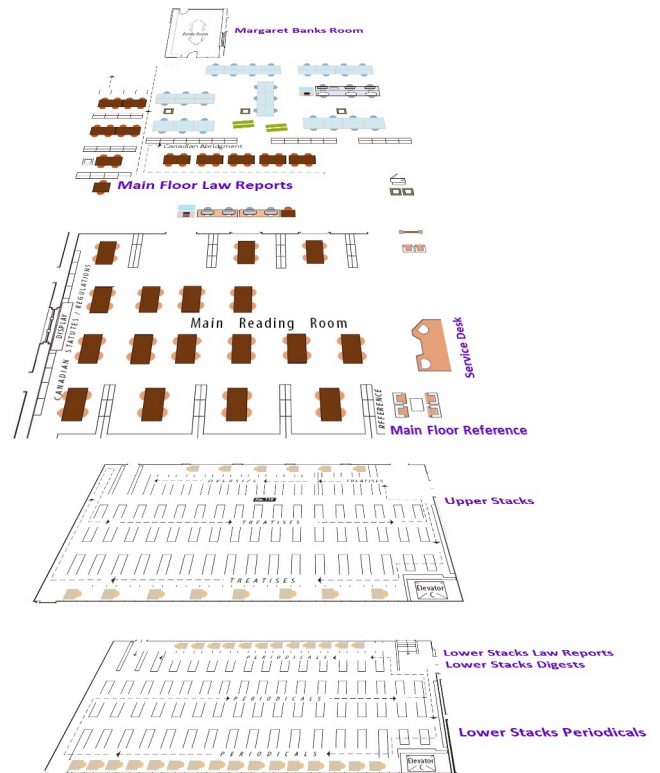 Banks Room
Margaret Banks Room
Canadian Abridgment
Main Floor Law Reports
CANADIAN STATUTES / REGULATIONS
DISPLAY
Main Reading Room
Service Desk
REFERENCE
Main Floor Reference
OVERSIZE
TREATISES
Upper Stacks
TREATISES
TREATISES
Elevator
C
PERIODICALS
Lower Stacks Law Reports
Lower Stacks Digests
PERIODICALS
Lower Stacks Periodicals
PERIODICALS
Elevator
C